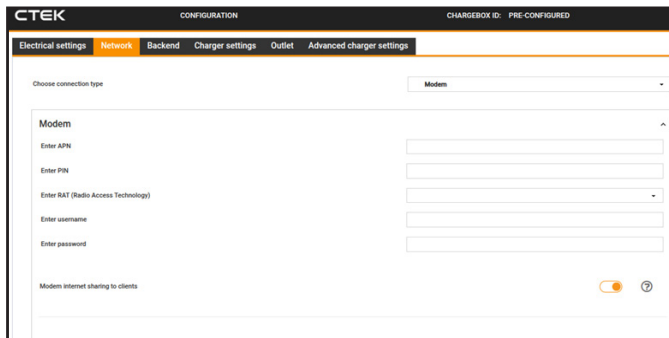 CTEK CONFIGURATION CHARGEBOX ID: PRE-CONFIGURED
Electrical settings Network Backend Charger settings Outlet Advanced charger settings
Choose connection type Modem
Modem
Enter APN
Enter PIN
Enter RAT (Radio Access Technology)
Enter username
Enter password
Modem internet sharing to clients ?